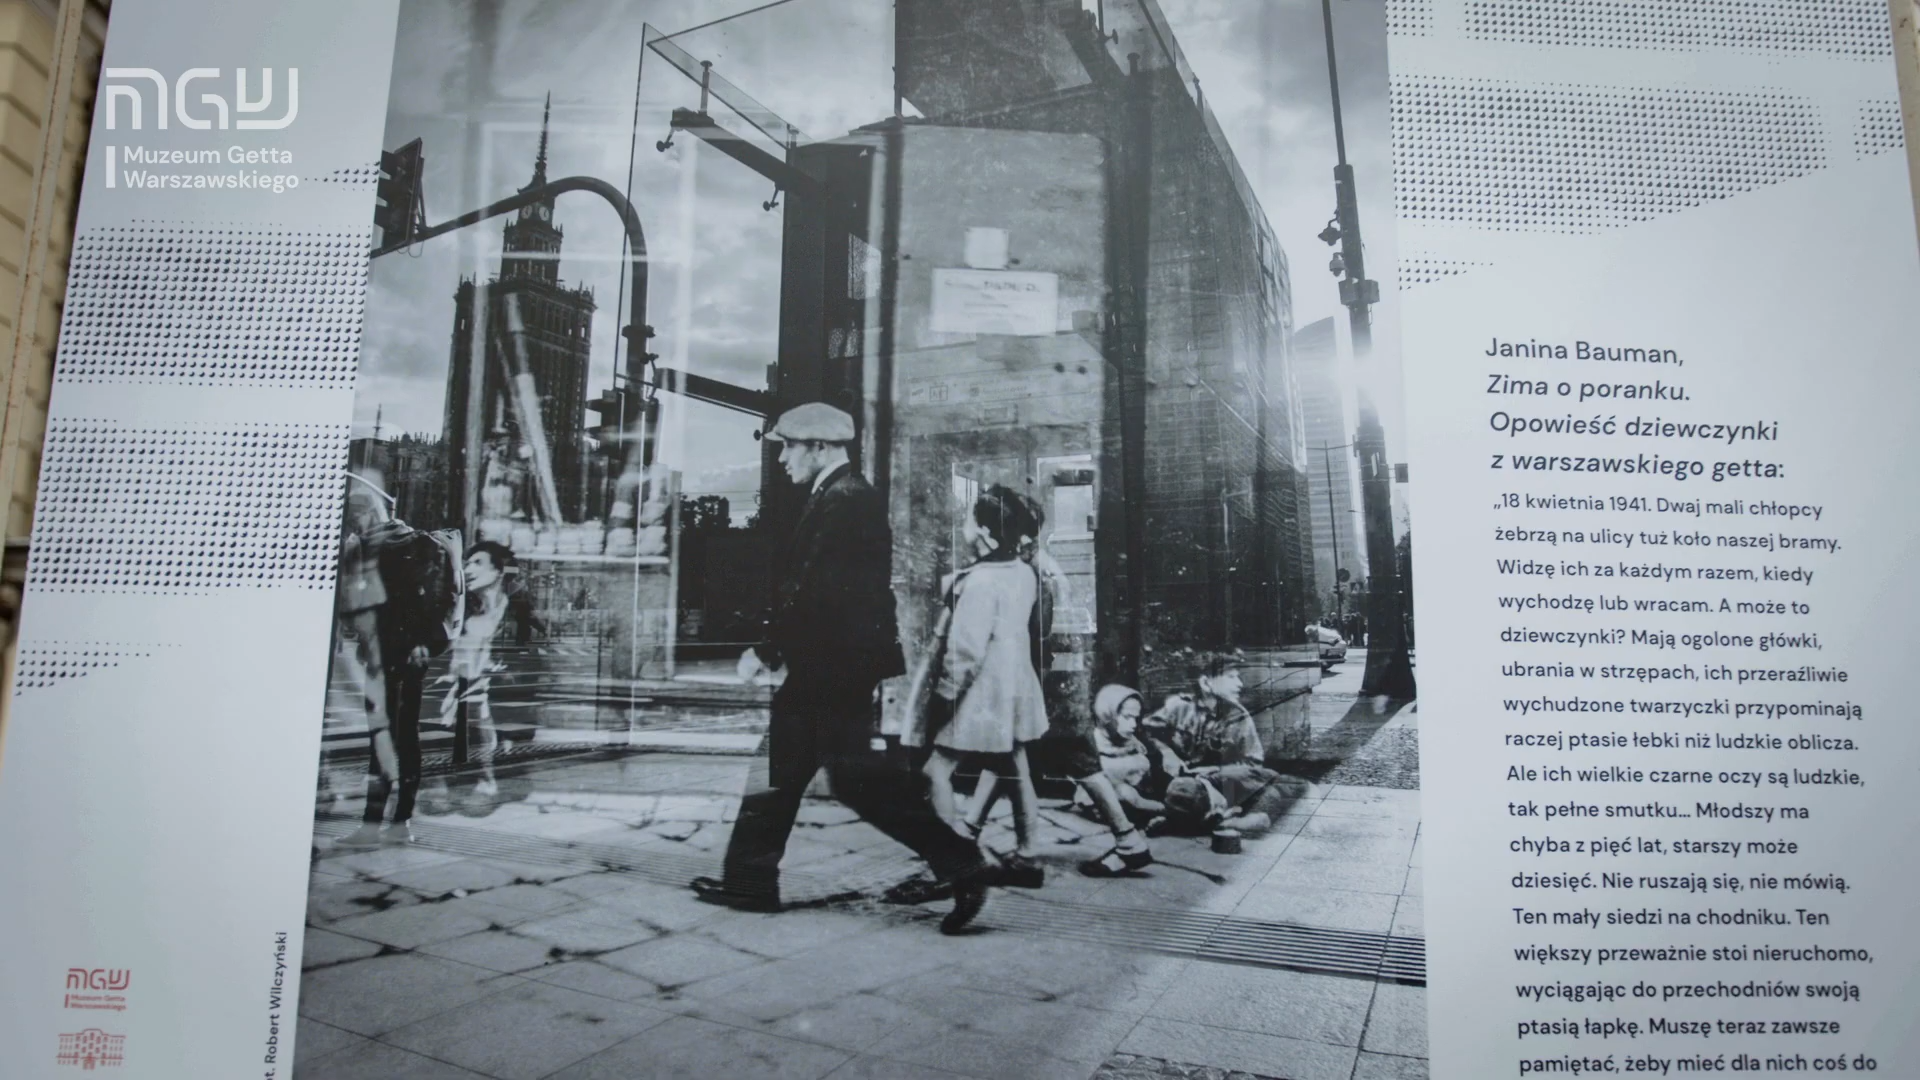 MGW
Muzeum Getta
Warszawskiego
Janina Bauman,
Zima o poranku.
Opowieść dziewczynki
z warszawskiego getta:
„18 kwietnia 1941. Dwaj mali chłopcy
żebrzą na ulicy tuż koło naszej bramy.
Widzę ich za każdym razem, kiedy
wychodzę lub wracam. A może to
dziewczynki? Mają ogolone główki,
ubrania w strzępach, ich przeraźliwie
wychudzone twarzyczki przypominają
raczej ptasie łebki niż ludzkie oblicza.
Ale ich wielkie czarne oczy są ludzkie,
tak pełne smutku... Młodszy ma
chyba z pięć lat, starszy może
dziesięć. Nie ruszają się, nie mówią.
Ten mały siedzi na chodniku. Ten
większy przeważnie stoi nieruchomo,
wyciągając do przechodniów swoją
ptasią łapkę. Muszę teraz zawsze
pamiętać, żeby mieć dla nich coś do
Robert Wilczyński
MGW
Muzeum Getta
Warszawskiego